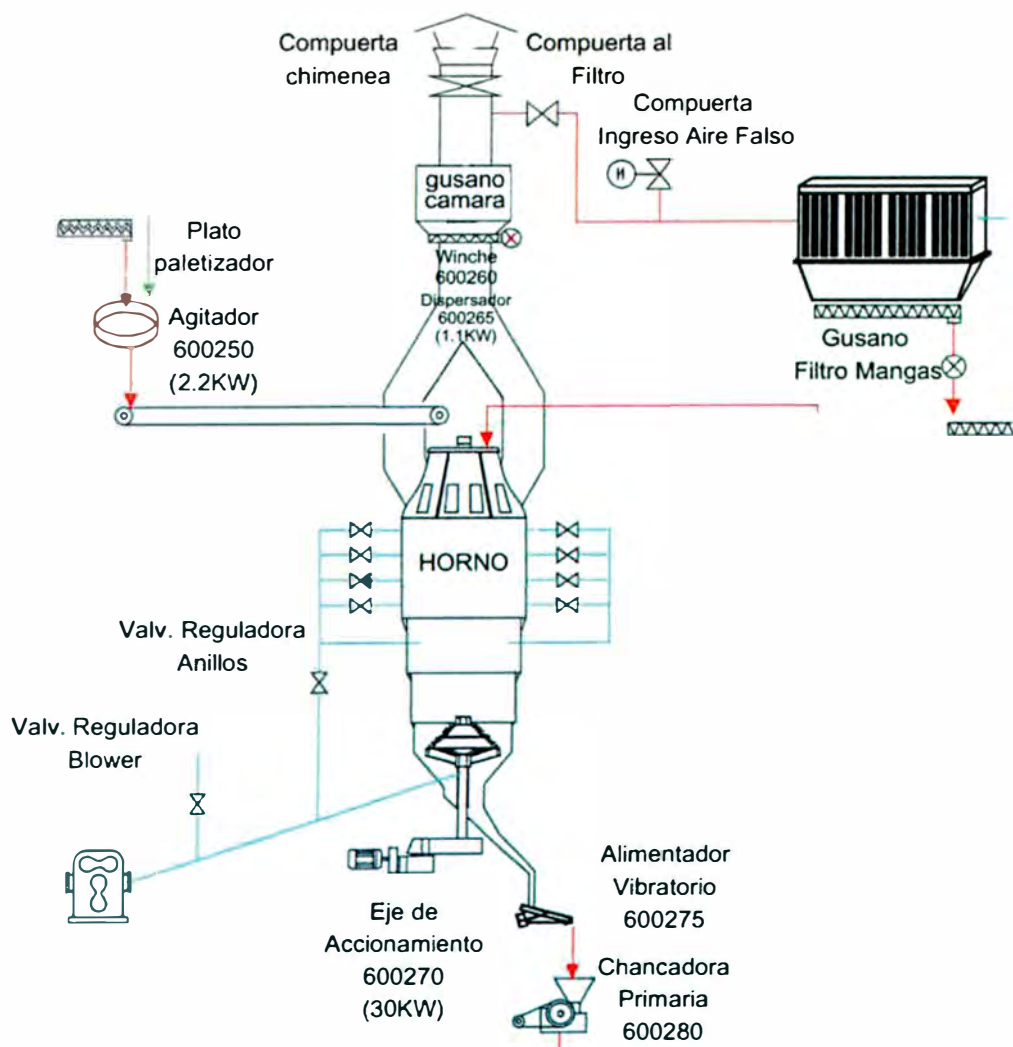 Compuerta
chimenea
Compuerta al
Filtro
Compuerta
Ingreso Aire Falso
M
gusano
camara
Winche
600260
Dispersador
600265
(1.1KW)
Plato
paletizador
Agitador
600250
(2.2KW)
Gusano
Filtro Mangas
HORNO
Valv. Reguladora
Anillos
Valv. Reguladora
Blower
Eje de
Accionamiento
600270
(30KW)
Alimentador
Vibratorio
600275
Chancadora
Primaria
600280